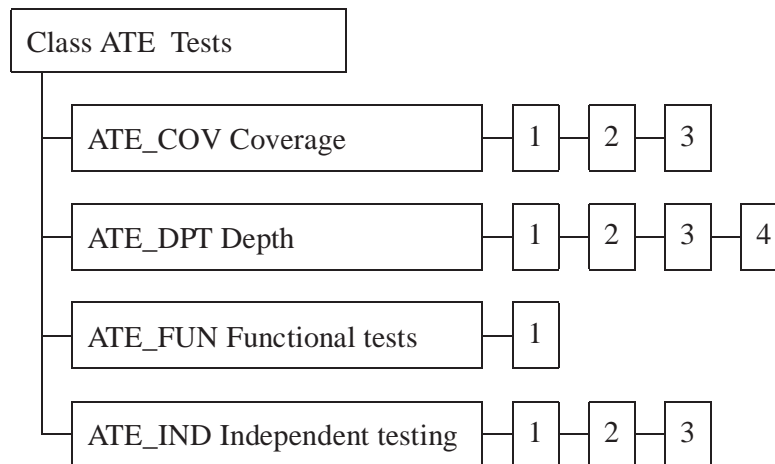 Class ATE Tests
ATE_COV Coverage 1 2 3
ATE_DPT Depth 1 2 3 4
ATE_FUN Functional tests 1
ATE_IND Independent testing 1 2 3